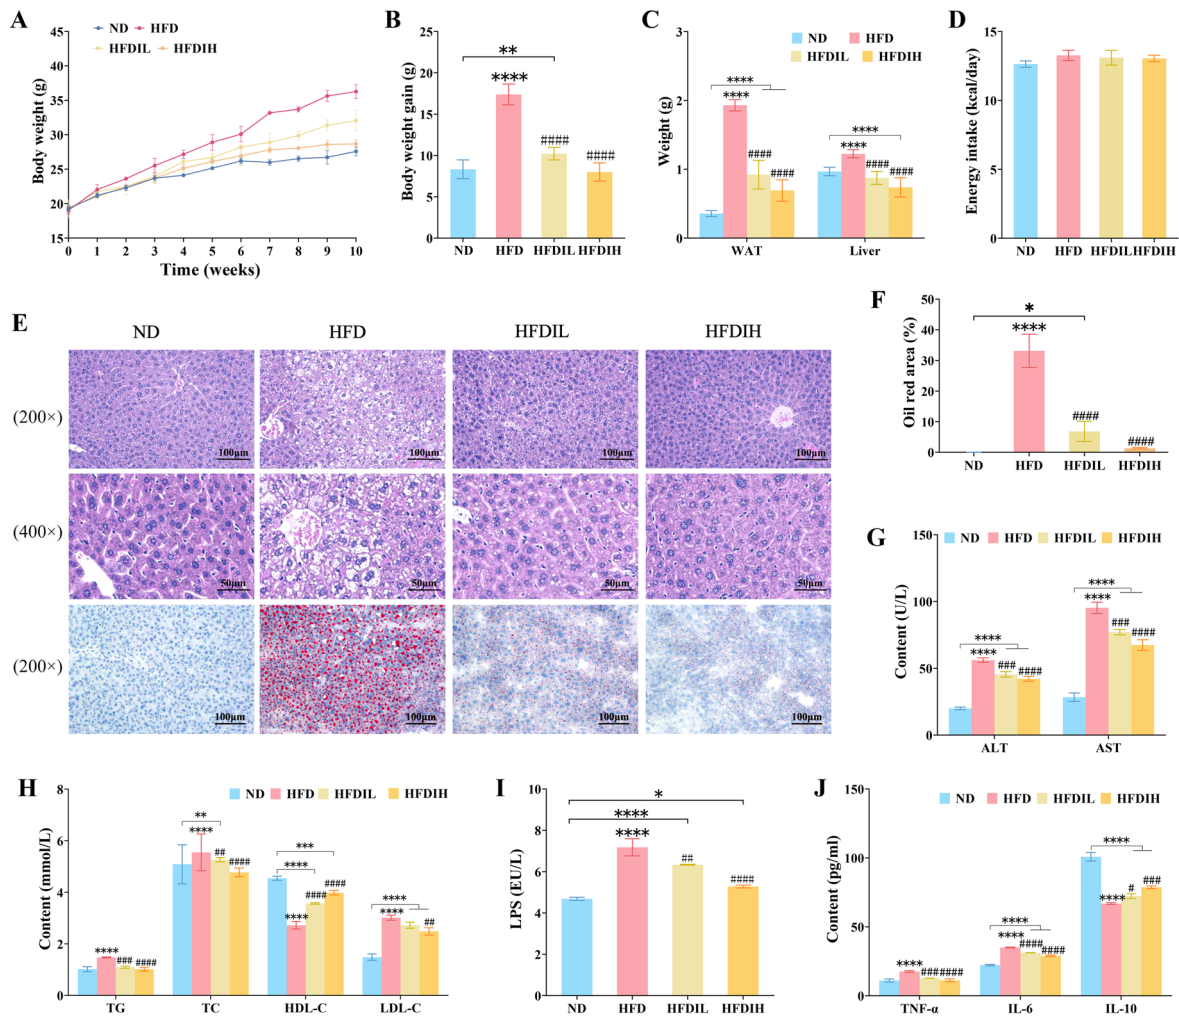 A
ND HFD
HFDIL HFDIH
Body weight (g)
45
40
35
30
25
20
15
0 1 2 3 4 5 6 7 8 9 10
Time (weeks)
B
Body weight gain (g)
25
20
15
10
5
0
**
****
####
####
ND HFD HFDIL HFDIH
C
ND HFD
HFDIL HFDIH
Weight (g)
3
2
1
0
****
****
####
####
****
****
####
####
WAT Liver
D
Energy intake (kcal/day)
15
10
5
0
ND HFD HFDIL HFDIH
E
ND HFD HFDIL HFDIH
(200×)
100μm 100μm 100μm 100μm
(400×)
50μm 50μm 50μm 50μm
(200×)
100μm 100μm 100μm 100μm
F
Oil red area (%)
50
40
30
20
10
0
*
****
####
####
ND HFD HFDIL HFDIH
G
ND HFD HFDIL HFDIH
Content (U/L)
150
100
50
0
****
****
###
####
****
****
###
####
ALT AST
H
ND HFD HFDIL HFDIH
Content (mmol/L)
8
6
4
2
0
****
###
####
**
****
##
####
***
****
****
####
####
****
****
##
TG TC HDL-C LDL-C
I
LPS (EU/L)
10
8
6
4
2
0
*
****
****
##
####
ND HFD HFDIL HFDIH
J
ND HFD HFDIL HFDIH
Content (pg/ml)
150
100
50
0
****
###
####
****
****
####
####
****
****
#
###
TNF-α IL-6 IL-10